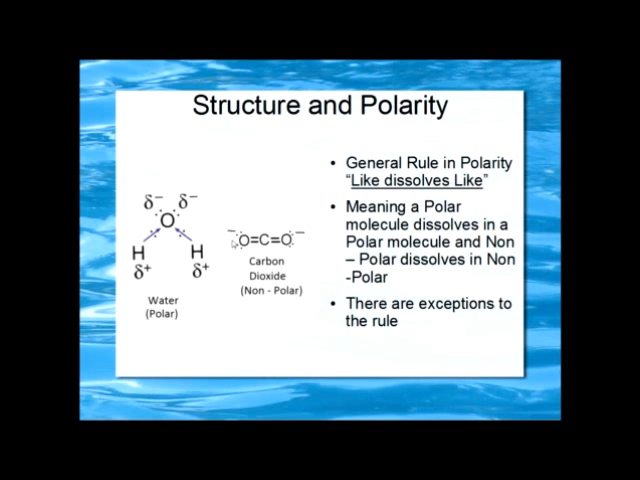 Structure and Polarity
δ⁻ δ⁻
O
H H
δ⁺ δ⁺
Water
(Polar)
⁻ O=C=O ⁻
Carbon
Dioxide
(Non - Polar)
• General Rule in Polarity
“Like dissolves Like”
• Meaning a Polar
molecule dissolves in a
Polar molecule and Non
– Polar dissolves in Non
-Polar
• There are exceptions to
the rule